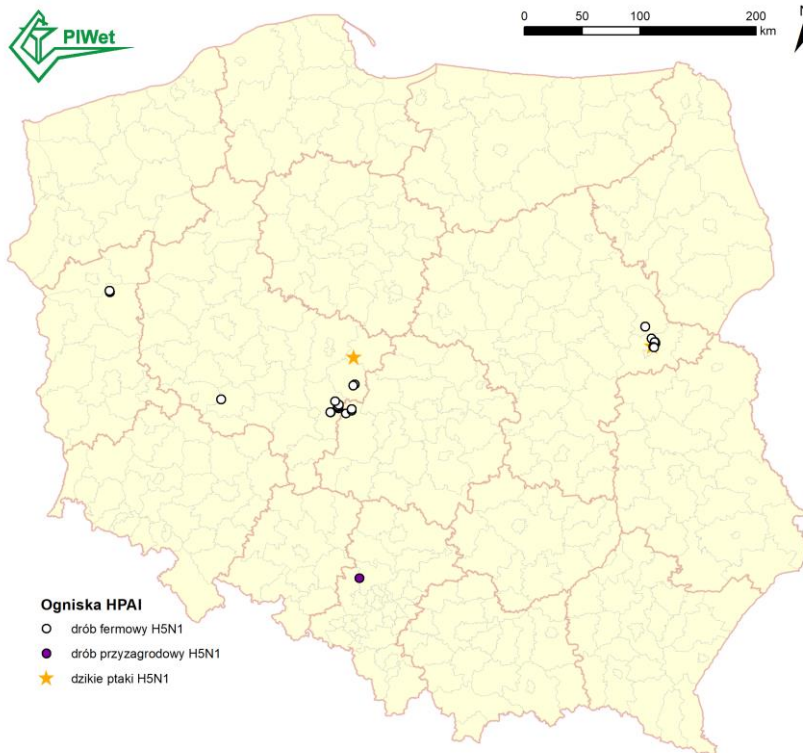 PIWet
0 50 100 200
km
N
Ogniska HPAI
drób fermowy H5N1
drób przyzagrodowy H5N1
dzikie ptaki H5N1